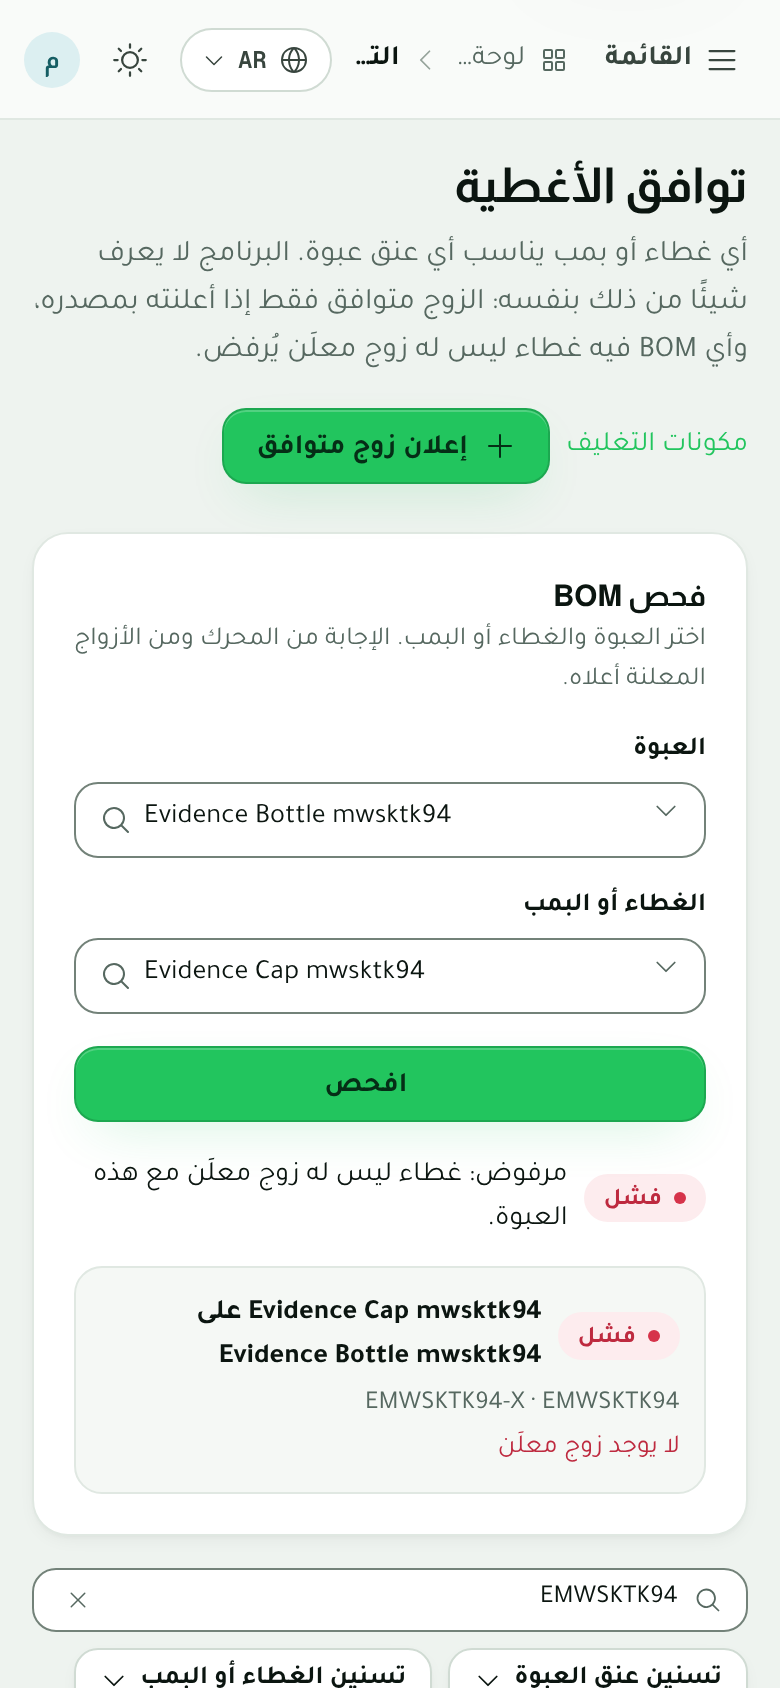 القائمة
لوحة...
الت...
AR
م
توافق الأغطية
أي غطاء أو بمب يناسب أي عنق عبوة. البرنامج لا يعرف
شيئًا من ذلك بنفسه: الزوج متوافق فقط إذا أعلنته بمصدره،
وأي BOM فيه غطاء ليس له زوج معلَن يُرفض.
مكونات التغليف
إعلان زوج متوافق
فحص BOM
اختر العبوة والغطاء أو البمب. الإجابة من المحرك ومن الأزواج
المعلنة أعلاه.
العبوة
Evidence Bottle mwsktk94
الغطاء أو البمب
Evidence Cap mwsktk94
افحص
فشل
مرفوض: غطاء ليس له زوج معلَن مع هذه
العبوة.
فشل
Evidence Cap mwsktk94 على
Evidence Bottle mwsktk94
EMWSKTK94-X · EMWSKTK94
لا يوجد زوج معلَن
EMWSKTK94
تسنين عنق العبوة
تسنين الغطاء أو البمب